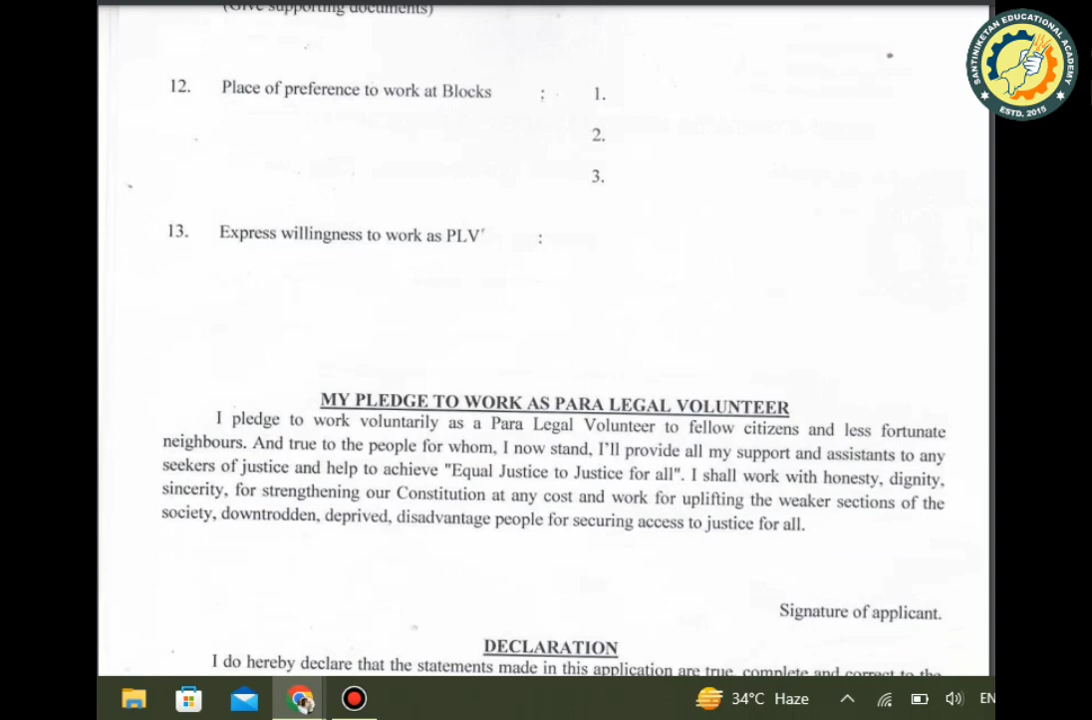 (Give supporting documents)
SANTINIKETAN EDUCATIONAL ACADEMY
ESTD. 2015
12. Place of preference to work at Blocks : 1.
2.
3.
13. Express willingness to work as PLV' :
MY PLEDGE TO WORK AS PARA LEGAL VOLUNTEER
I pledge to work voluntarily as a Para Legal Volunteer to fellow citizens and less fortunate
neighbours. And true to the people for whom, I now stand, I'll provide all my support and assistants to any
seekers of justice and help to achieve "Equal Justice to Justice for all". I shall work with honesty, dignity,
sincerity, for strengthening our Constitution at any cost and work for uplifting the weaker sections of the
society, downtrodden, deprived, disadvantage people for securing access to justice for all.
Signature of applicant.
DECLARATION
I do hereby declare that the statements made in this application are true, complete and correct to the
34°C Haze EN